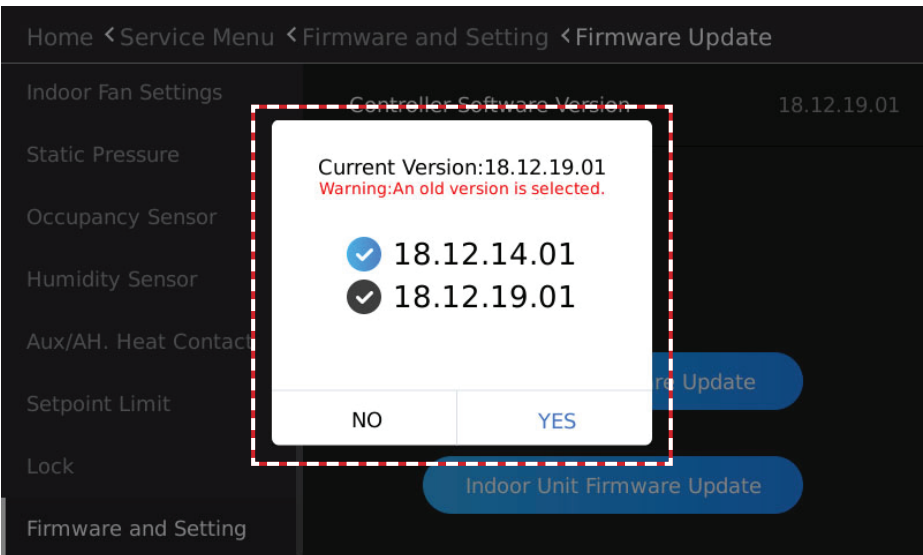 Home < Service Menu < Firmware and Setting < Firmware Update
Indoor Fan Settings
Controller Software Version 18.12.19.01
Static Pressure
Occupancy Sensor
Humidity Sensor
Aux/AH. Heat Contact
Setpoint Limit
Lock
Firmware and Setting
Current Version:18.12.19.01
Warning:An old version is selected.
18.12.14.01
18.12.19.01
NO YES
Update
Indoor Unit Firmware Update